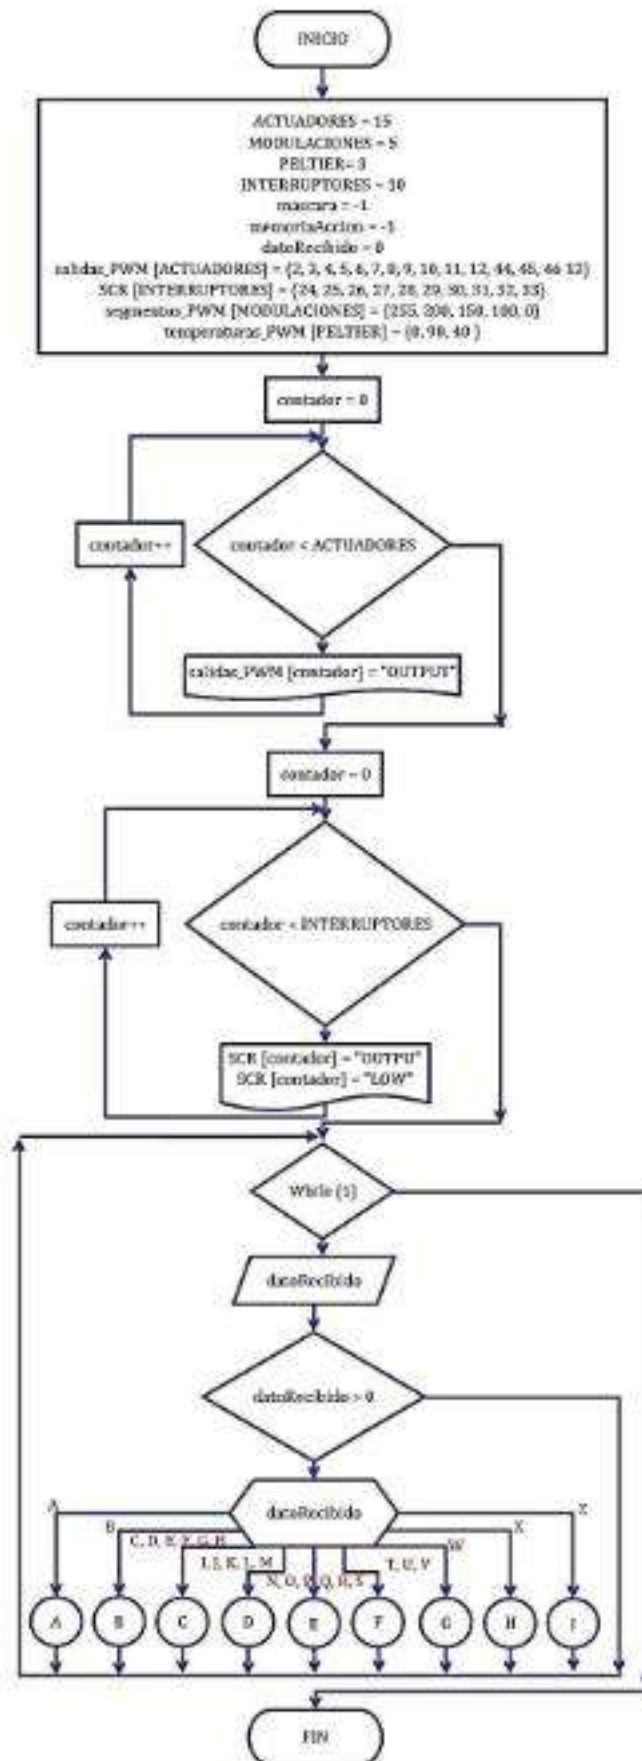 INICIO
ACTUADORES = 15
MODULACIONES = 5
PELTIER= 3
INTERRUPTORES = 10
mascara = -1
memoriaAccion = -1
datoRecibido = 0
salidas_PWM [ACTUADORES] = {2, 3, 4, 5, 6, 7, 8, 9, 10, 11, 12, 44, 45, 46 13}
SCR [INTERRUPTORES] = {24, 25, 26, 27, 28, 29, 30, 31, 32, 33}
segmentos_PWM [MODULACIONES] = {255, 200, 150, 100, 0}
temperaturas_PWM [PELTIER] = {0, 90, 40 }
contador = 0
contador < ACTUADORES
contador++
salidas_PWM [contador] = "OUTPUT"
contador = 0
contador < INTERRUPTORES
contador++
SCR [contador] = "OUTPU"
SCR [contador] = "LOW"
While (1)
datoRecibido
datoRecibido > 0
datoRecibido
A
B
C, D, E, F, G, H
I, J, K, L, M
N, O, P, Q, R, S
T, U, V
W
X
Z
A
B
C
D
E
F
G
H
I
FIN